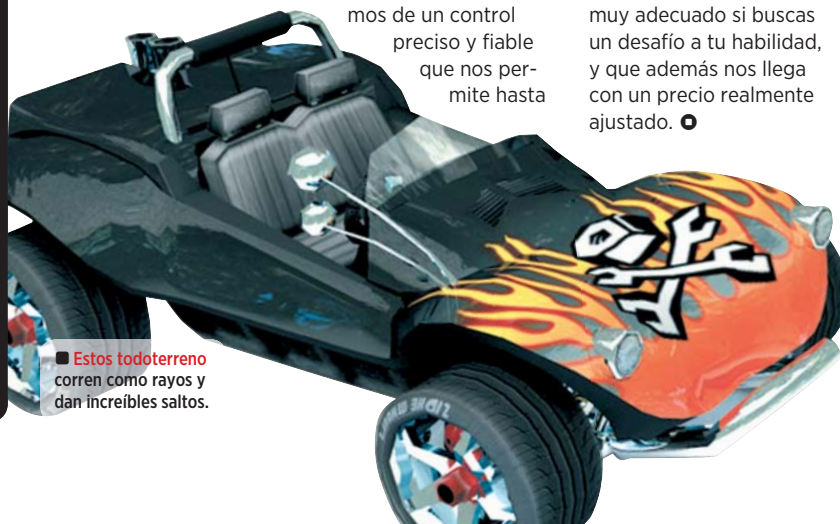 mos de un control
preciso y fiable
que nos per-
mite hasta
muy adecuado si buscas
un desafío a tu habilidad,
y que además nos llega
con un precio realmente
ajustado.
Estos todoterreno
corren como rayos y
dan increíbles saltos.